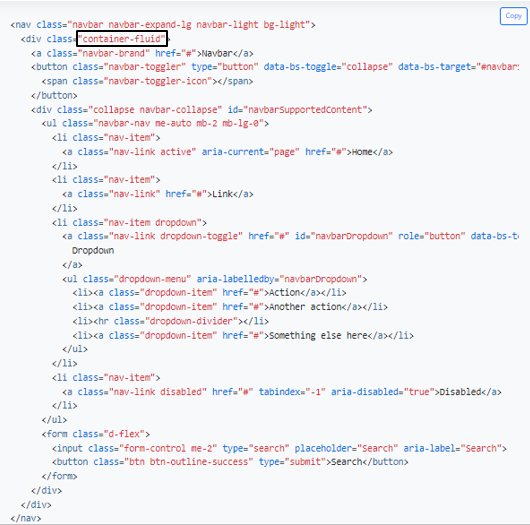 Copy
<nav class="navbar navbar-expand-lg navbar-light bg-light">
<div class="container-fluid">
<a class="navbar-brand" href="#">Navbar</a>
<button class="navbar-toggler" type="button" data-bs-toggle="collapse" data-bs-target="#navbar
<span class="navbar-toggler-icon"></span>
</button>
<div class="collapse navbar-collapse" id="navbarSupportedContent">
<ul class="navbar-nav me-auto mb-2 mb-lg-0">
<li class="nav-item">
<a class="nav-link active" aria-current="page" href="#">Home</a>
</li>
<li class="nav-item">
<a class="nav-link" href="#">Link</a>
</li>
<li class="nav-item dropdown">
<a class="nav-link dropdown-toggle" href="#" id="navbarDropdown" role="button" data-bs-to
Dropdown
</a>
<ul class="dropdown-menu" aria-labelledby="navbarDropdown">
<li><a class="dropdown-item" href="#">Action</a></li>
<li><a class="dropdown-item" href="#">Another action</a></li>
<li><hr class="dropdown-divider"></li>
<li><a class="dropdown-item" href="#">Something else here</a></li>
</ul>
</li>
<li class="nav-item">
<a class="nav-link disabled" href="#" tabindex="-1" aria-disabled="true">Disabled</a>
</li>
</ul>
<form class="d-flex">
<input class="form-control me-2" type="search" placeholder="Search" aria-label="Search">
<button class="btn btn-outline-success" type="submit">Search</button>
</form>
</div>
</div>
</nav>